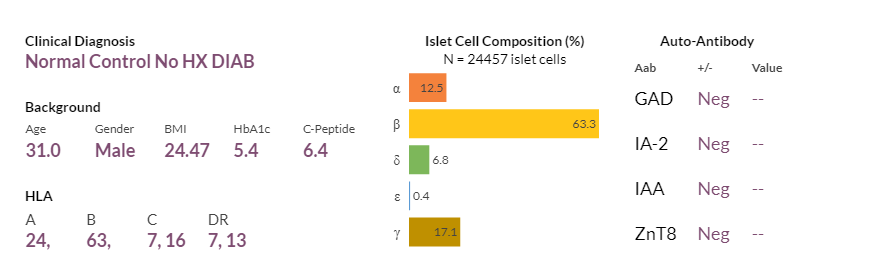 Clinical Diagnosis
Normal Control No HX DIAB
Background
Age Gender BMI HbA1c C-Peptide
31.0 Male 24.47 5.4 6.4
HLA
A B C DR
24, 63, 7, 16 7, 13
Islet Cell Composition (%)
N = 24457 islet cells
α 12.5
β 63.3
δ 6.8
ε 0.4
γ 17.1
Auto-Antibody
Aab +/- Value
GAD Neg --
IA-2 Neg --
IAA Neg --
ZnT8 Neg --